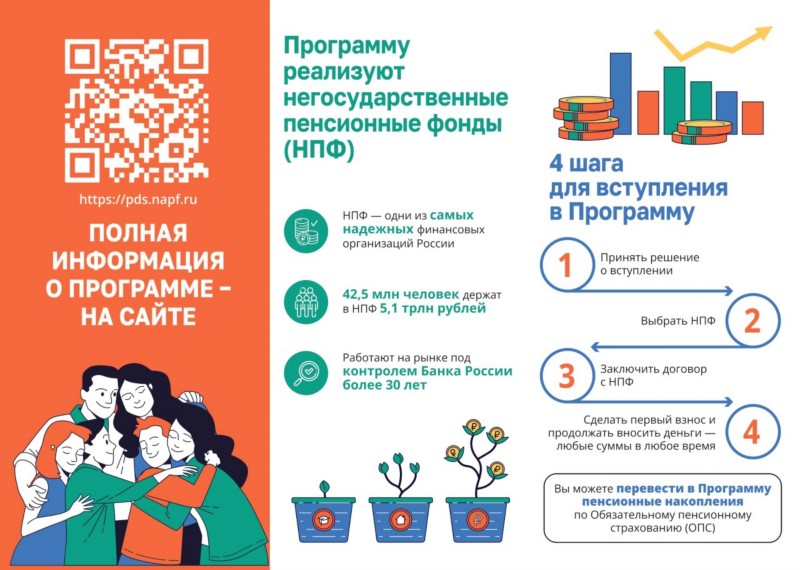 https://pds.napf.ru
ПОЛНАЯ
ИНФОРМАЦИЯ
О ПРОГРАММЕ –
НА САЙТЕ
Программу
реализуют
негосударственные
пенсионные фонды
(НПФ)
НПФ — одни из самых
надежных финансовых
организаций России
42,5 млн человек держат
в НПФ 5,1 трлн рублей
Работают на рынке под
контролем Банка России
более 30 лет
4 шага
для вступления
в Программу
1
Принять решение
о вступлении
Выбрать НПФ
2
3
Заключить договор
с НПФ
Сделать первый взнос и
продолжать вносить деньги —
любые суммы в любое время
4
Вы можете перевести в Программу
пенсионные накопления
по Обязательному пенсионному
страхованию (ОПС)